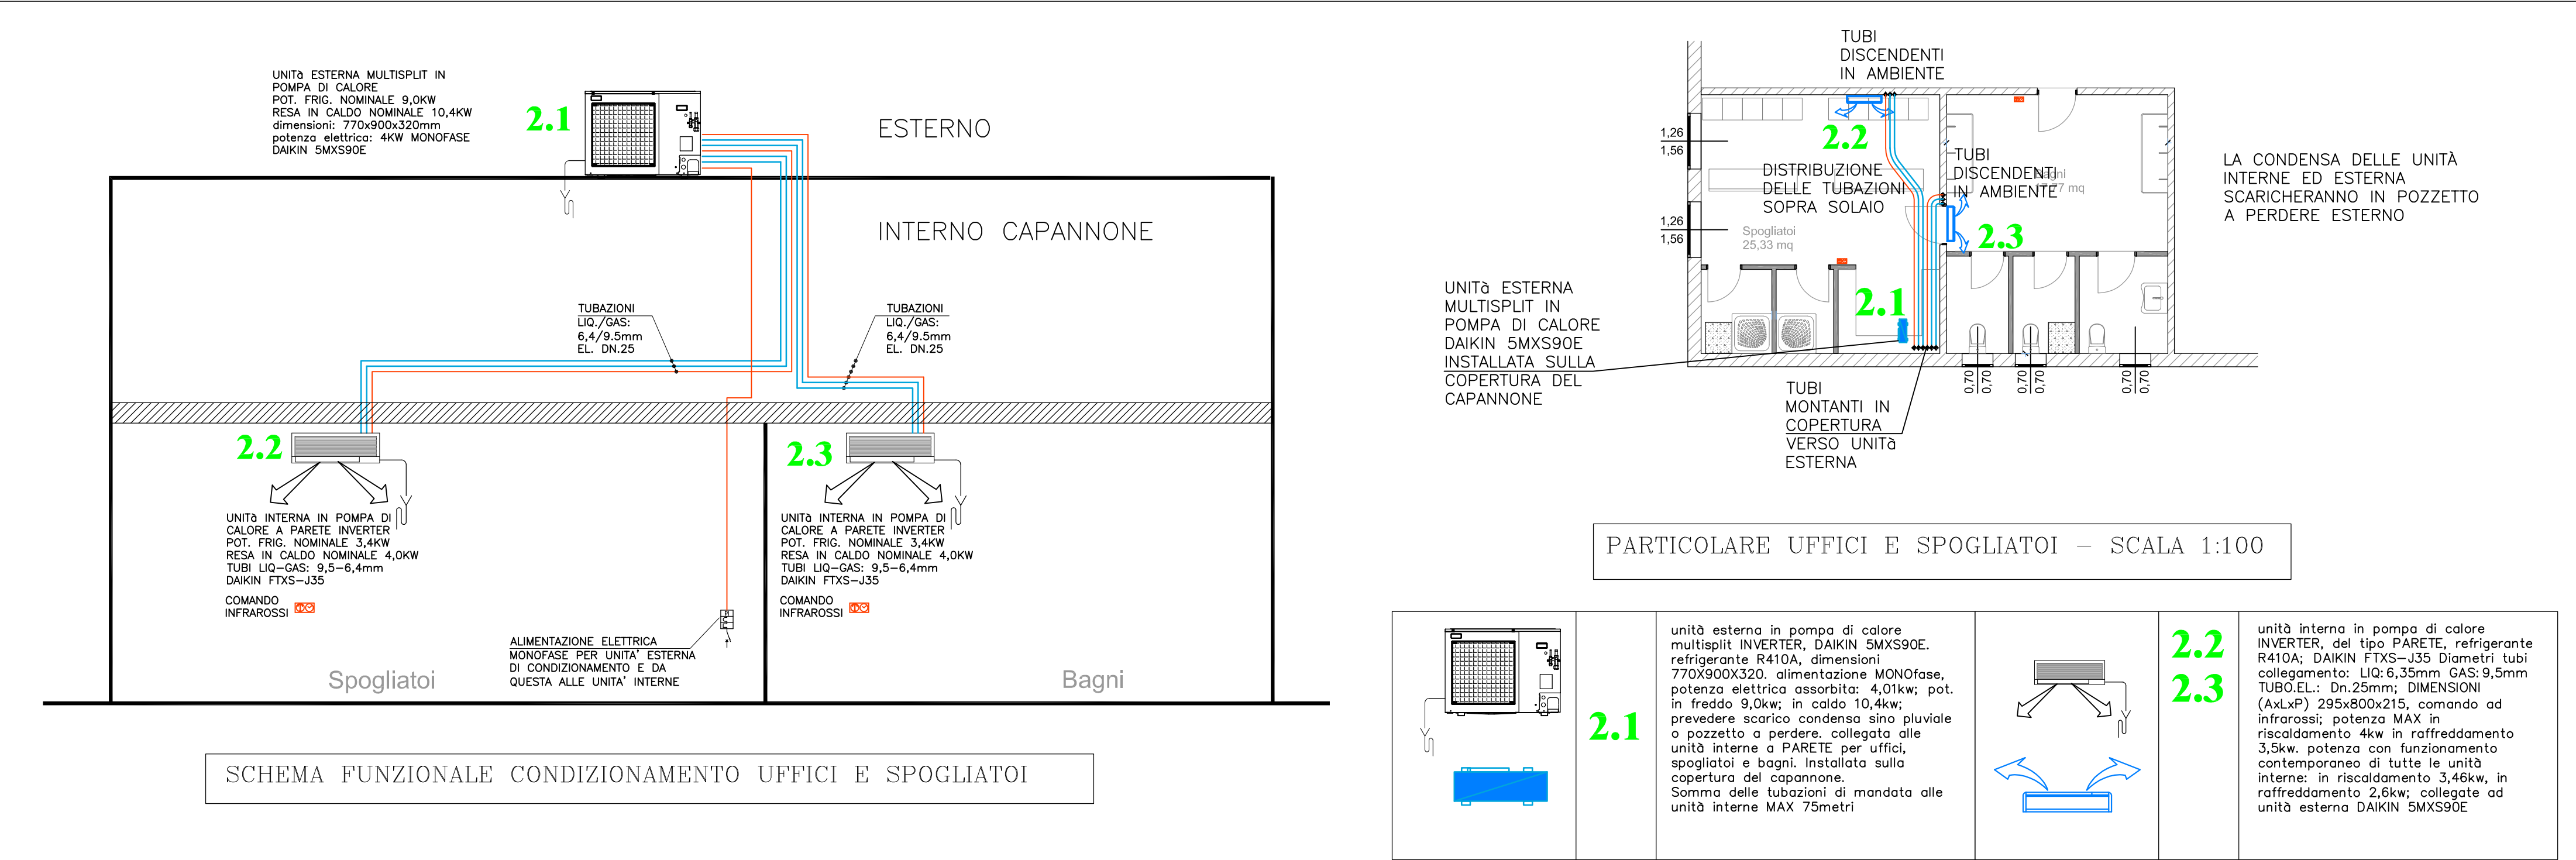 UNITà ESTERNA MULTISPLIT IN
POMPA DI CALORE
POT. FRIG. NOMINALE 9,0KW
RESA IN CALDO NOMINALE 10,4KW
dimensioni: 770x900x320mm
potenza elettrica: 4KW MONOFASE
DAIKIN 5MXS90E
2.1
ESTERNO
INTERNO CAPANNONE
TUBAZIONI
LIQ./GAS:
6,4/9.5mm
EL. DN.25
TUBAZIONI
LIQ./GAS:
6,4/9.5mm
EL. DN.25
2.2
UNITà INTERNA IN POMPA DI
CALORE A PARETE INVERTER
POT. FRIG. NOMINALE 3,4KW
RESA IN CALDO NOMINALE 4,0KW
TUBI LIQ-GAS: 9,5-6,4mm
DAIKIN FTXS-J35
COMANDO
INFRAROSSI
2.3
UNITà INTERNA IN POMPA DI
CALORE A PARETE INVERTER
POT. FRIG. NOMINALE 3,4KW
RESA IN CALDO NOMINALE 4,0KW
TUBI LIQ-GAS: 9,5-6,4mm
DAIKIN FTXS-J35
COMANDO
INFRAROSSI
ALIMENTAZIONE ELETTRICA
MONOFASE PER UNITA' ESTERNA
DI CONDIZIONAMENTO E DA
QUESTA ALLE UNITA' INTERNE
Spogliatoi
Bagni
SCHEMA FUNZIONALE CONDIZIONAMENTO UFFICI E SPOGLIATOI
TUBI
DISCENDENTI
IN AMBIENTE
1,26
1,56
2.2
DISTRIBUZIONE
DELLE TUBAZIONI
SOPRA SOLAIO
TUBI
DISCENDENTI
IN AMBIENTE
1,26
1,56
Spogliatoi
25,33 mq
2.3
LA CONDENSA DELLE UNITÀ
INTERNE ED ESTERNA
SCARICHERANNO IN POZZETTO
A PERDERE ESTERNO
UNITà ESTERNA
MULTISPLIT IN
POMPA DI CALORE
DAIKIN 5MXS90E
INSTALLATA SULLA
COPERTURA DEL
CAPANNONE
2.1
0,70
0,70
0,70
0,70
0,70
0,70
TUBI
MONTANTI IN
COPERTURA
VERSO UNITà
ESTERNA
PARTICOLARE UFFICI E SPOGLIATOI - SCALA 1:100
2.1
unità esterna in pompa di calore
multisplit INVERTER, DAIKIN 5MXS90E.
refrigerante R410A, dimensioni
770X900X320. alimentazione MONOfase,
potenza elettrica assorbita: 4,01kw; pot.
in freddo 9,0kw; in caldo 10,4kw;
prevedere scarico condensa sino pluviale
o pozzetto a perdere. collegata alle
unità interne a PARETE per uffici,
spogliatoi e bagni. Installata sulla
copertura del capannone.
Somma delle tubazioni di mandata alle
unità interne MAX 75metri
2.2
2.3
unità interna in pompa di calore
INVERTER, del tipo PARETE, refrigerante
R410A; DAIKIN FTXS-J35 Diametri tubi
collegamento: LIQ:6,35mm GAS:9,5mm
TUBO.EL.: Dn.25mm; DIMENSIONI
(AxLxP) 295x800x215, comando ad
infrarossi; potenza MAX in
riscaldamento 4kw in raffreddamento
3,5kw. potenza con funzionamento
contemporaneo di tutte le unità
interne: in riscaldamento 3,46kw, in
raffreddamento 2,6kw; collegate ad
unità esterna DAIKIN 5MXS90E